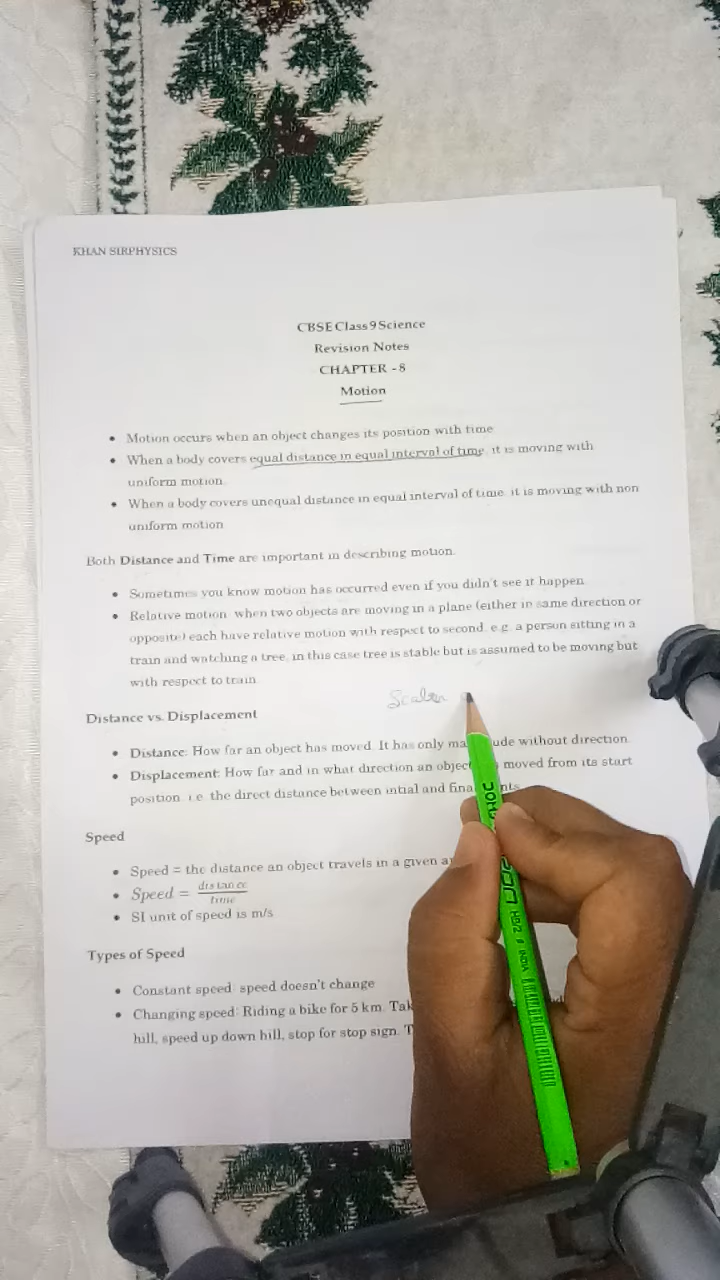 KHAN SIRPHYSICS
CBSE Class 9 Science
Revision Notes
CHAPTER - 8
Motion
• Motion occurs when an object changes its position with time
• When a body covers equal distance in equal interval of time, it is moving with
uniform motion.
• When a body covers unequal distance in equal interval of time, it is moving with non
uniform motion
Both Distance and Time are important in describing motion.
• Sometimes you know motion has occurred even if you didn't see it happen
• Relative motion: when two objects are moving in a plane (either in same direction or
opposite) each have relative motion with respect to second. e.g. a person sitting in a
train and watching a tree, in this case tree is stable but is assumed to be moving but
with respect to train
Scalar
Distance vs. Displacement
• Distance: How far an object has moved. It has only ma ude without direction
• Displacement: How far and in what direction an objec moved from its start
position. i.e. the direct distance between intial and fina nts
Speed
• Speed = the distance an object travels in a given a
• Speed = distance
time
• SI unit of speed is m/s
Types of Speed
• Constant speed: speed doesn't change
• Changing speed: Riding a bike for 5 km. Tak
hill, speed up down hill, stop for stop sign. T
HB/2 # INDIA